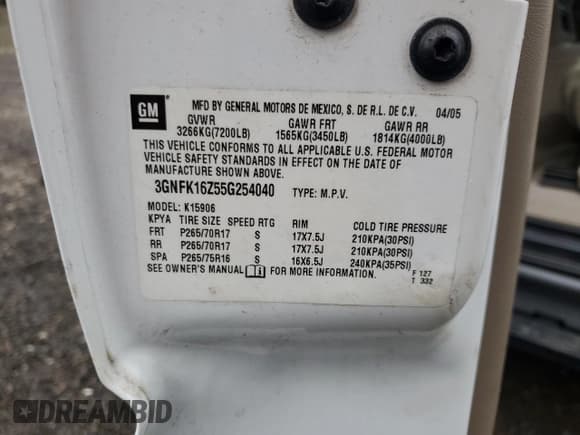 GM
MFD BY GENERAL MOTORS DE MEXICO, S. DE R.L. DE C.V. 04/05
GVWR GAWR FRT GAWR RR
3266KG(7200LB) 1565KG(3450LB) 1814KG(4000LB)
THIS VEHICLE CONFORMS TO ALL APPLICABLE U.S. FEDERAL MOTOR
VEHICLE SAFETY STANDARDS IN EFFECT ON THE DATE OF
MANUFACTURE SHOWN ABOVE.
3GNFK16Z55G254040 TYPE: M.P.V.
MODEL: K15906
KPYA TIRE SIZE SPEED RTG RIM COLD TIRE PRESSURE
FRT P265/70R17 S 17X7.5J 210KPA(30PSI)
RR P265/70R17 S 17X7.5J 210KPA(30PSI)
SPA P265/75R16 S 16X6.5J 240KPA(35PSI)
SEE OWNER'S MANUAL FOR MORE INFORMATION.
F 127
T 332
DREAMBID